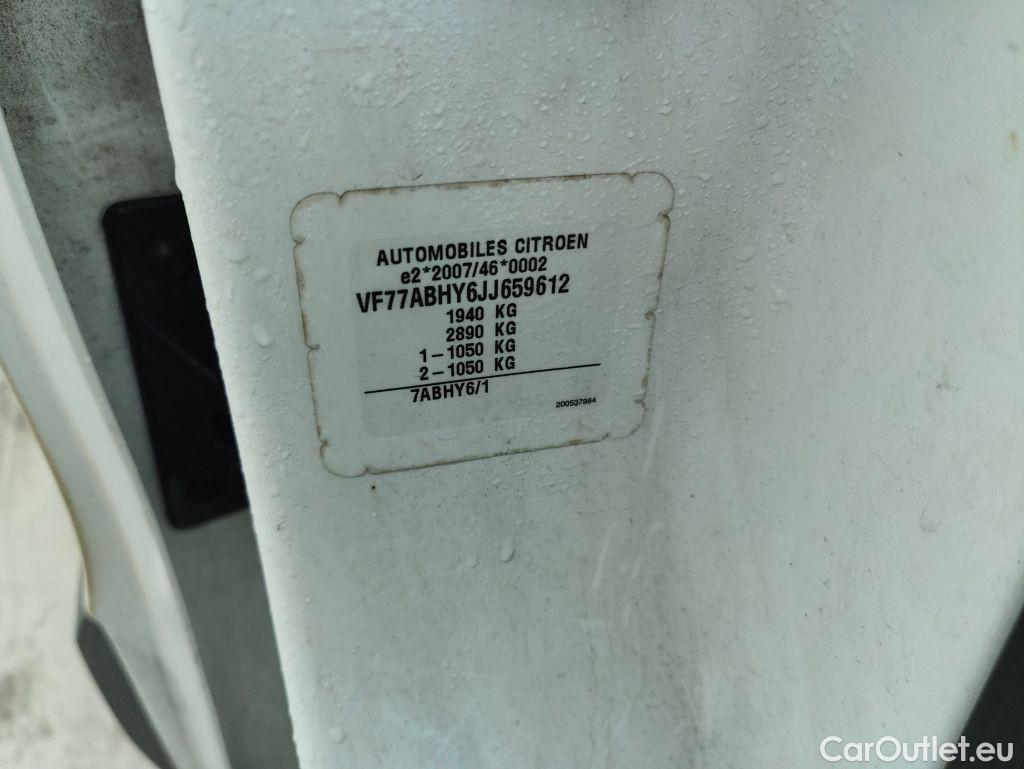 AUTOMOBILES CITROEN
e2*2007/46*0002
VF77ABHY6JJ659612
1940 KG
2890 KG
1-1050 KG
2-1050 KG
7ABHY6/1
200537984
CarOutlet.eu